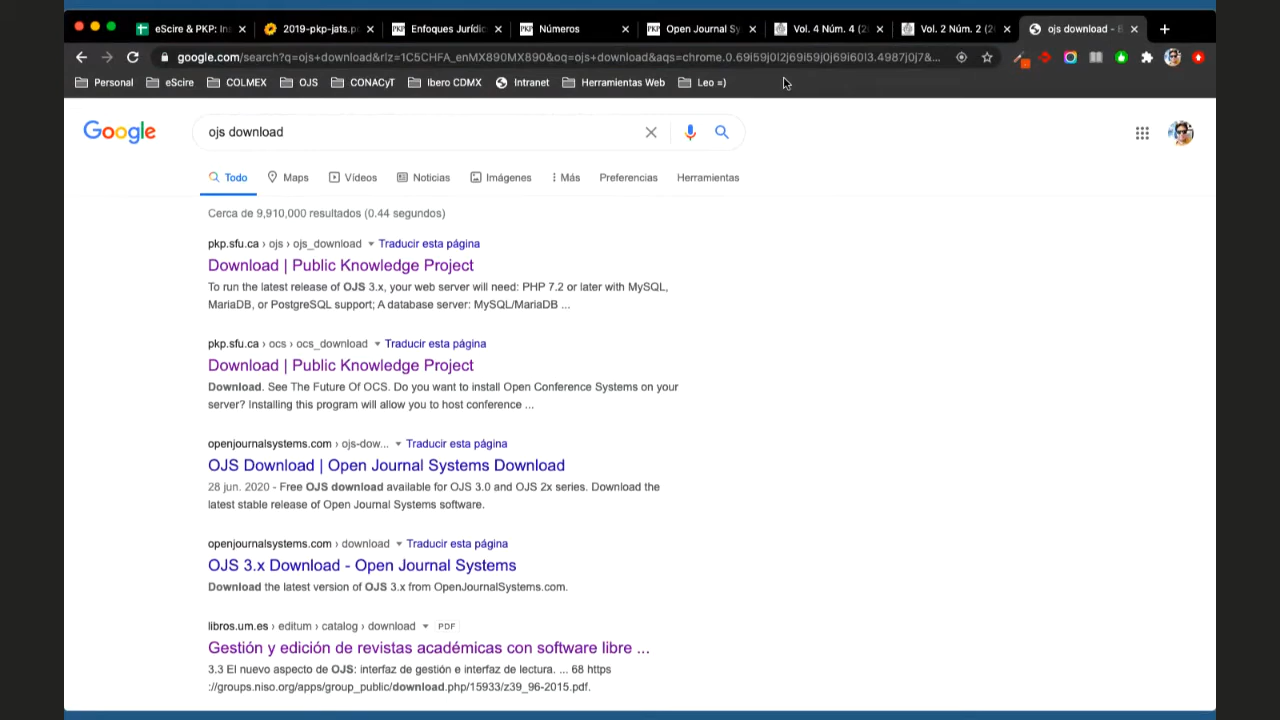 eScire & PKP: In
2019-pkp-jats.p
Enfoques Jurídic
Números
Open Journal Sy
Vol. 4 Núm. 4 (2
Vol. 2 Núm. 2 (2
ojs download - B
google.com/search?q=ojs+download&rlz=1C5CHFA_enMX890MX890&oq=ojs+download&aqs=chrome.0.69i59j0l2j69i59j0j69i60l3.4987j0j7&...
Personal
eScire
COLMEX
OJS
CONACyT
Ibero CDMX
Intranet
Herramientas Web
Leo =)
Google
ojs download
Todo
Maps
Vídeos
Noticias
Imágenes
Más
Preferencias
Herramientas
Cerca de 9,910,000 resultados (0.44 segundos)
pkp.sfu.ca › ojs › ojs_download
Traducir esta página
Download | Public Knowledge Project
To run the latest release of OJS 3.x, your web server will need: PHP 7.2 or later with MySQL,
MariaDB, or PostgreSQL support; A database server: MySQL/MariaDB ...
pkp.sfu.ca › ocs › ocs_download
Traducir esta página
Download | Public Knowledge Project
Download. See The Future Of OCS. Do you want to install Open Conference Systems on your
server? Installing this program will allow you to host conference ...
openjournalsystems.com › ojs-dow...
Traducir esta página
OJS Download | Open Journal Systems Download
28 jun. 2020 - Free OJS download available for OJS 3.0 and OJS 2x series. Download the
latest stable release of Open Journal Systems software.
openjournalsystems.com › download
Traducir esta página
OJS 3.x Download - Open Journal Systems
Download the latest version of OJS 3.x from OpenJournalSystems.com.
libros.um.es › editum › catalog › download
PDF
Gestión y edición de revistas académicas con software libre ...
3.3 El nuevo aspecto de OJS: interfaz de gestión e interfaz de lectura. ... 68 https
://groups.niso.org/apps/group_public/download.php/15933/z39_96-2015.pdf.